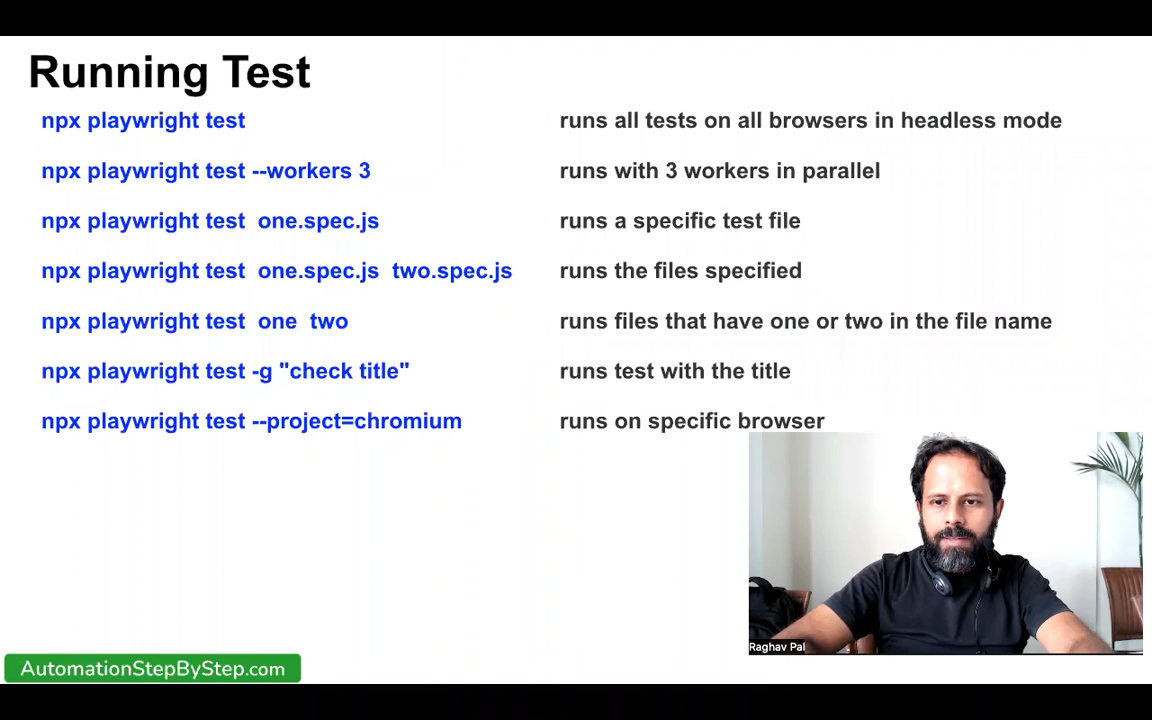 Running Test
npx playwright test runs all tests on all browsers in headless mode
npx playwright test --workers 3 runs with 3 workers in parallel
npx playwright test one.spec.js runs a specific test file
npx playwright test one.spec.js two.spec.js runs the files specified
npx playwright test one two runs files that have one or two in the file name
npx playwright test -g "check title" runs test with the title
npx playwright test --project=chromium runs on specific browser
Raghav Pal
AutomationStepByStep.com